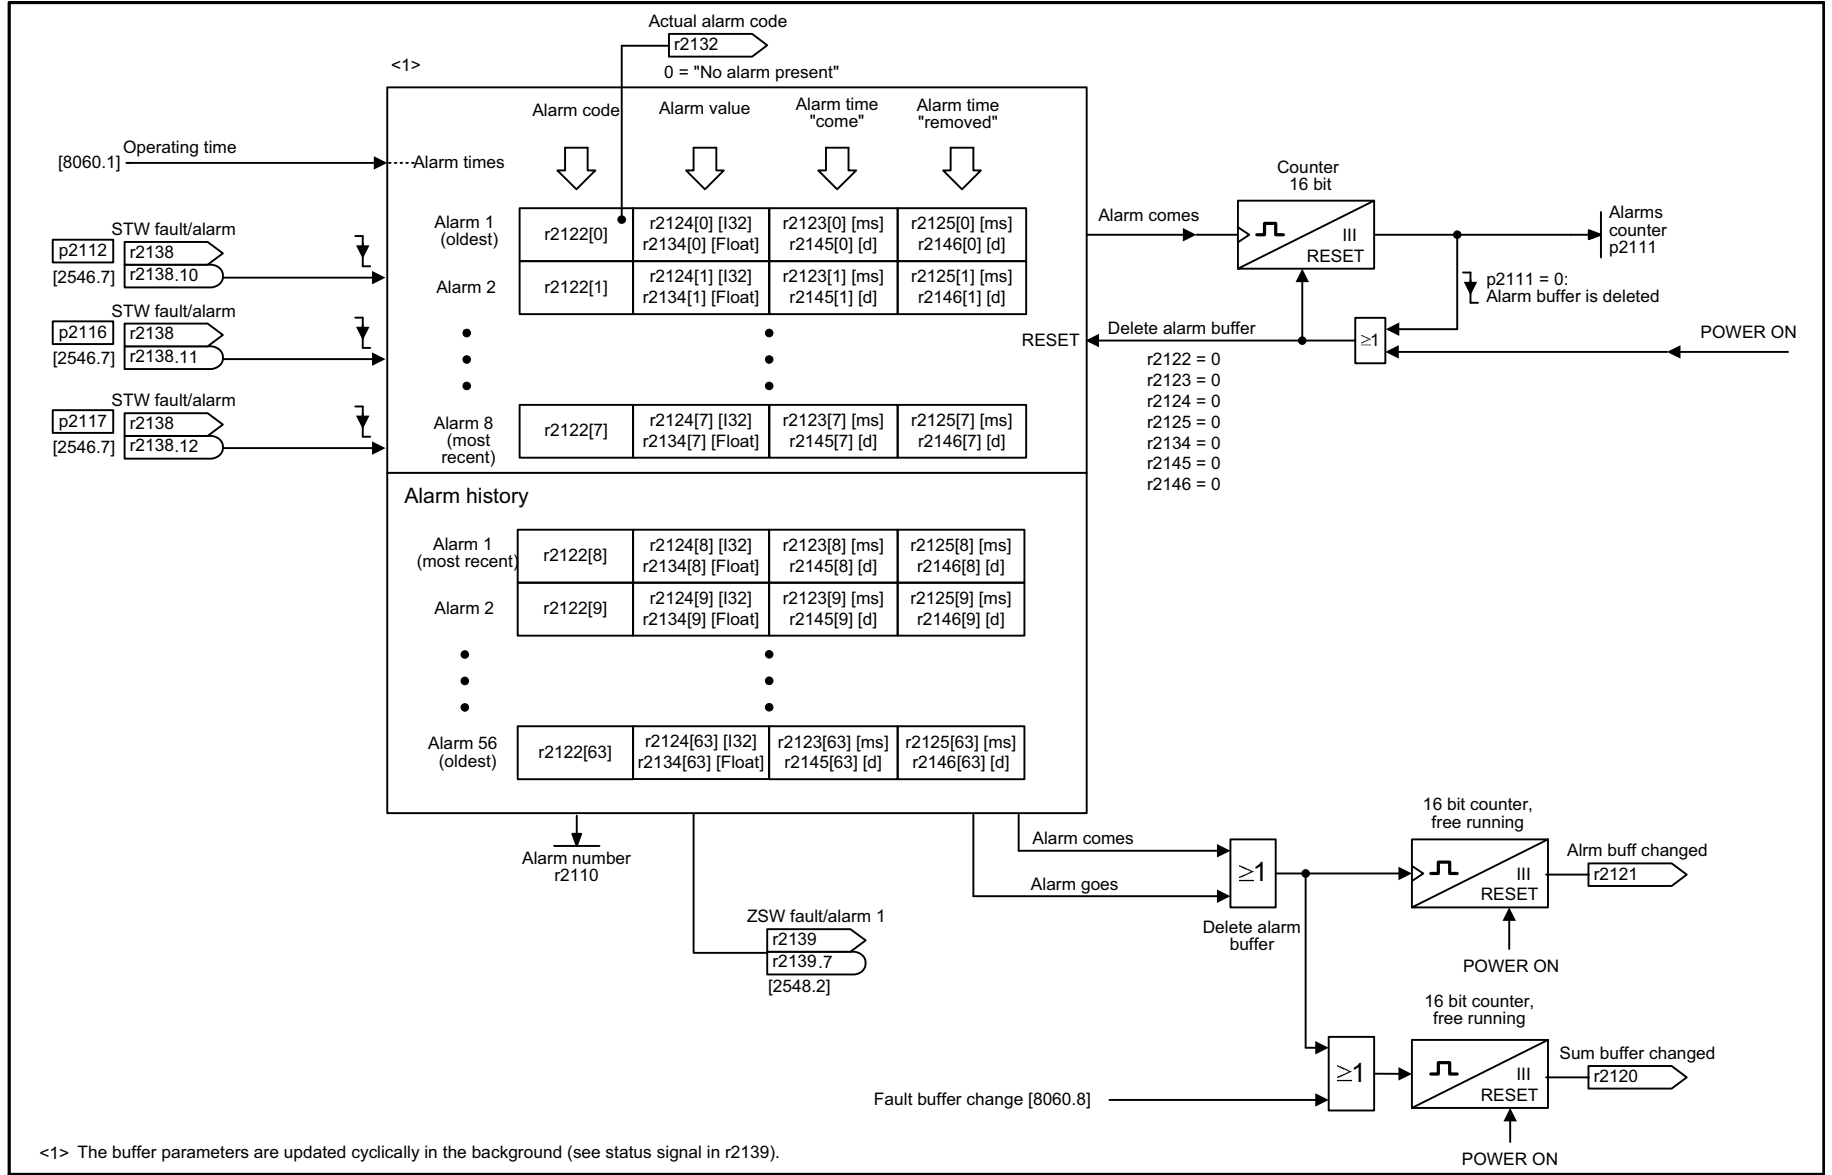 Actual alarm code
r2132
0 = "No alarm present"
<1>
Alarm code
Alarm value
Alarm time
"come"
Alarm time
"removed"
Operating time
[8060.1]
Alarm times
STW fault/alarm
p2112
r2138
[2546.7]
r2138.10
STW fault/alarm
p2116
r2138
[2546.7]
r2138.11
STW fault/alarm
p2117
r2138
[2546.7]
r2138.12
Alarm 1
(oldest)
r2122[0]
r2124[0] [I32]
r2134[0] [Float]
r2123[0] [ms]
r2145[0] [d]
r2125[0] [ms]
r2146[0] [d]
Alarm 2
r2122[1]
r2124[1] [I32]
r2134[1] [Float]
r2123[1] [ms]
r2145[1] [d]
r2125[1] [ms]
r2146[1] [d]
RESET
Alarm 8
(most
recent)
r2122[7]
r2124[7] [I32]
r2134[7] [Float]
r2123[7] [ms]
r2145[7] [d]
r2125[7] [ms]
r2146[7] [d]
Alarm comes
Counter
16 bit
III
RESET
Alarms
counter
p2111
p2111 = 0:
Alarm buffer is deleted
Delete alarm buffer
≥1
POWER ON
r2122 = 0
r2123 = 0
r2124 = 0
r2125 = 0
r2134 = 0
r2145 = 0
r2146 = 0
Alarm history
Alarm 1
(most recent)
r2122[8]
r2124[8] [I32]
r2134[8] [Float]
r2123[8] [ms]
r2145[8] [d]
r2125[8] [ms]
r2146[8] [d]
Alarm 2
r2122[9]
r2124[9] [I32]
r2134[9] [Float]
r2123[9] [ms]
r2145[9] [d]
r2125[9] [ms]
r2146[9] [d]
Alarm 56
(oldest)
r2122[63]
r2124[63] [I32]
r2134[63] [Float]
r2123[63] [ms]
r2145[63] [d]
r2125[63] [ms]
r2146[63] [d]
Alarm number
r2110
ZSW fault/alarm 1
r2139
r2139.7
[2548.2]
Alarm comes
Alarm goes
≥1
Delete alarm
buffer
16 bit counter,
free running
III
RESET
Alrm buff changed
r2121
POWER ON
16 bit counter,
free running
≥1
III
RESET
Sum buffer changed
r2120
Fault buffer change [8060.8]
POWER ON
<1> The buffer parameters are updated cyclically in the background (see status signal in r2139).